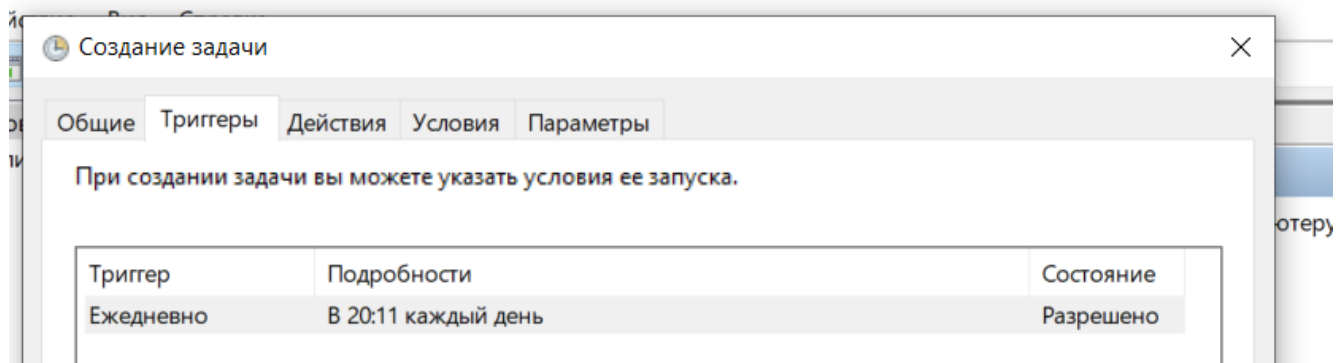 Создание задачи
Общие Триггеры Действия Условия Параметры
При создании задачи вы можете указать условия ее запуска.
отеру
Триггер Подробности Состояние
Ежедневно В 20:11 каждый день Разрешено